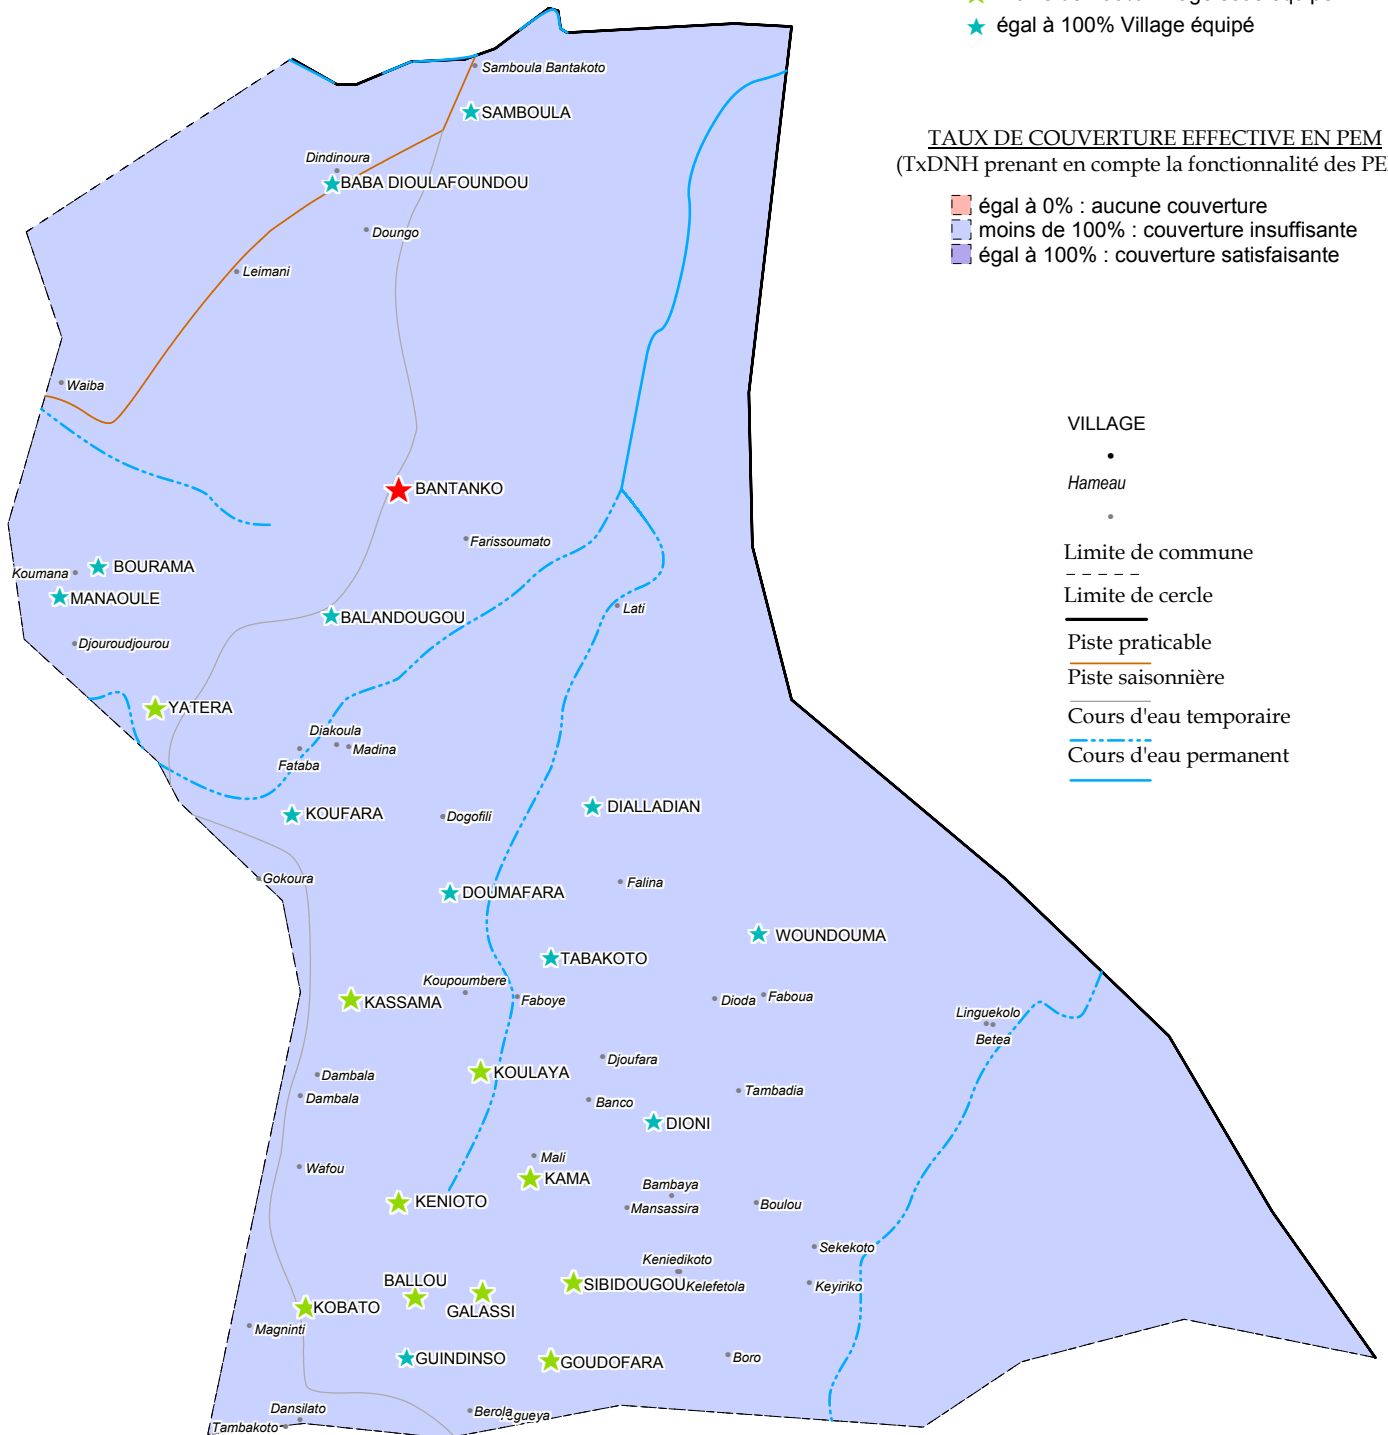 égal à 100% Village équipé
TAUX DE COUVERTURE EFFECTIVE EN PEM
(TxDNH prenant en compte la fonctionnalité des PE
égal à 0% : aucune couverture
moins de 100% : couverture insuffisante
égal à 100% : couverture satisfaisante
VILLAGE
Hameau
Limite de commune
Limite de cercle
Piste praticable
Piste saisonnière
Cours d'eau temporaire
Cours d'eau permanent
Samboula Bantakoto
SAMBOULA
Dindinoura
BABA DIOULAFOUNDOU
Doungo
Leimani
Waiba
BANTANKO
Farissoumato
BOURAMA
Koumana
MANAOULE
BALANDOUGOU
Lati
Djouroudjourou
YATERA
Diakoula
Madina
Fataba
KOUFARA
Dogofili
DIALLADIAN
Gokoura
Falina
DOUMAFARA
WOUNDOUMA
TABAKOTO
Koupoumbere
KASSAMA
Faboye
Dioda
Faboua
Linguekolo
Betea
Djoufara
KOULAYA
Dambala
Dambala
Banco
Tambadia
DIONI
Mali
Wafou
KAMA
Bambaya
KENIOTO
Mansassira
Boulou
Sekekoto
Keniedikoto
Kelefetola
Keyiriko
BALLOU
SIBIDOUGOU
KOBATO
GALASSI
Magninti
GUINDINSO
GOUDOFARA
Boro
Dansilato
Berola
Tambakoto